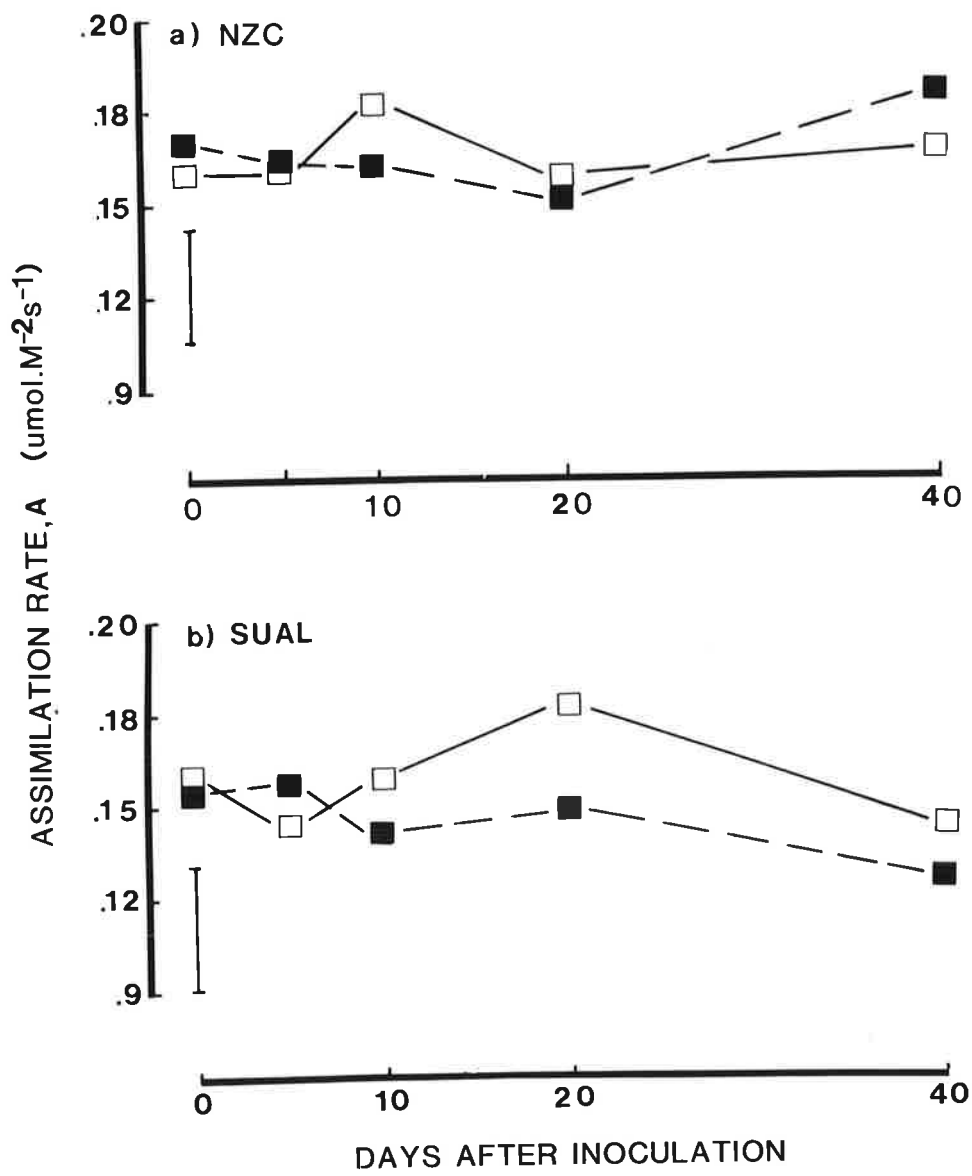 .20
a) NZC
.18
.15
.12
.9
0 10 20 40
ASSIMILATION RATE, A (umol.M⁻²s⁻¹)
.20
b) SUAL
.18
.15
.12
.9
0 10 20 40
DAYS AFTER INOCULATION